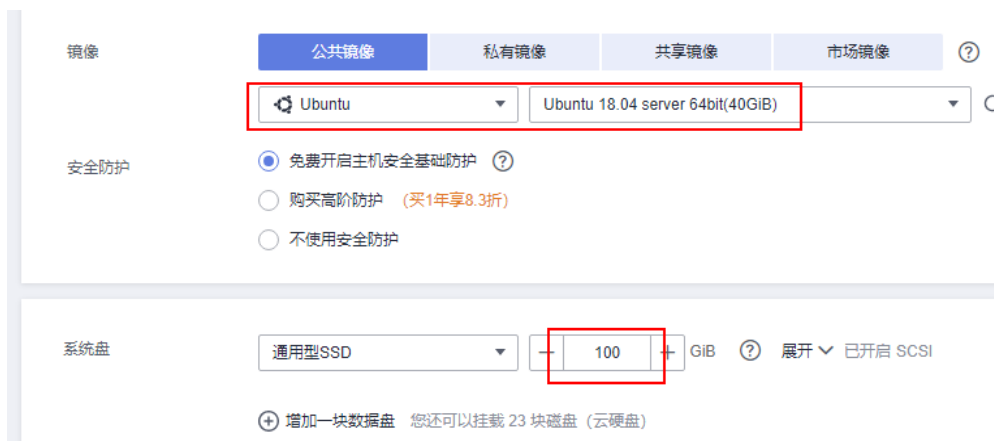 镜像 公共镜像 私有镜像 共享镜像 市场镜像 ?
Ubuntu Ubuntu 18.04 server 64bit(40GiB)
安全防护 免费开启主机安全基础防护 ?
购买高阶防护 (买1年享8.3折)
不使用安全防护
系统盘 通用型SSD − 100 + GiB ? 展开 已开启 SCSI
增加一块数据盘 您还可以挂载 23 块磁盘 (云硬盘)